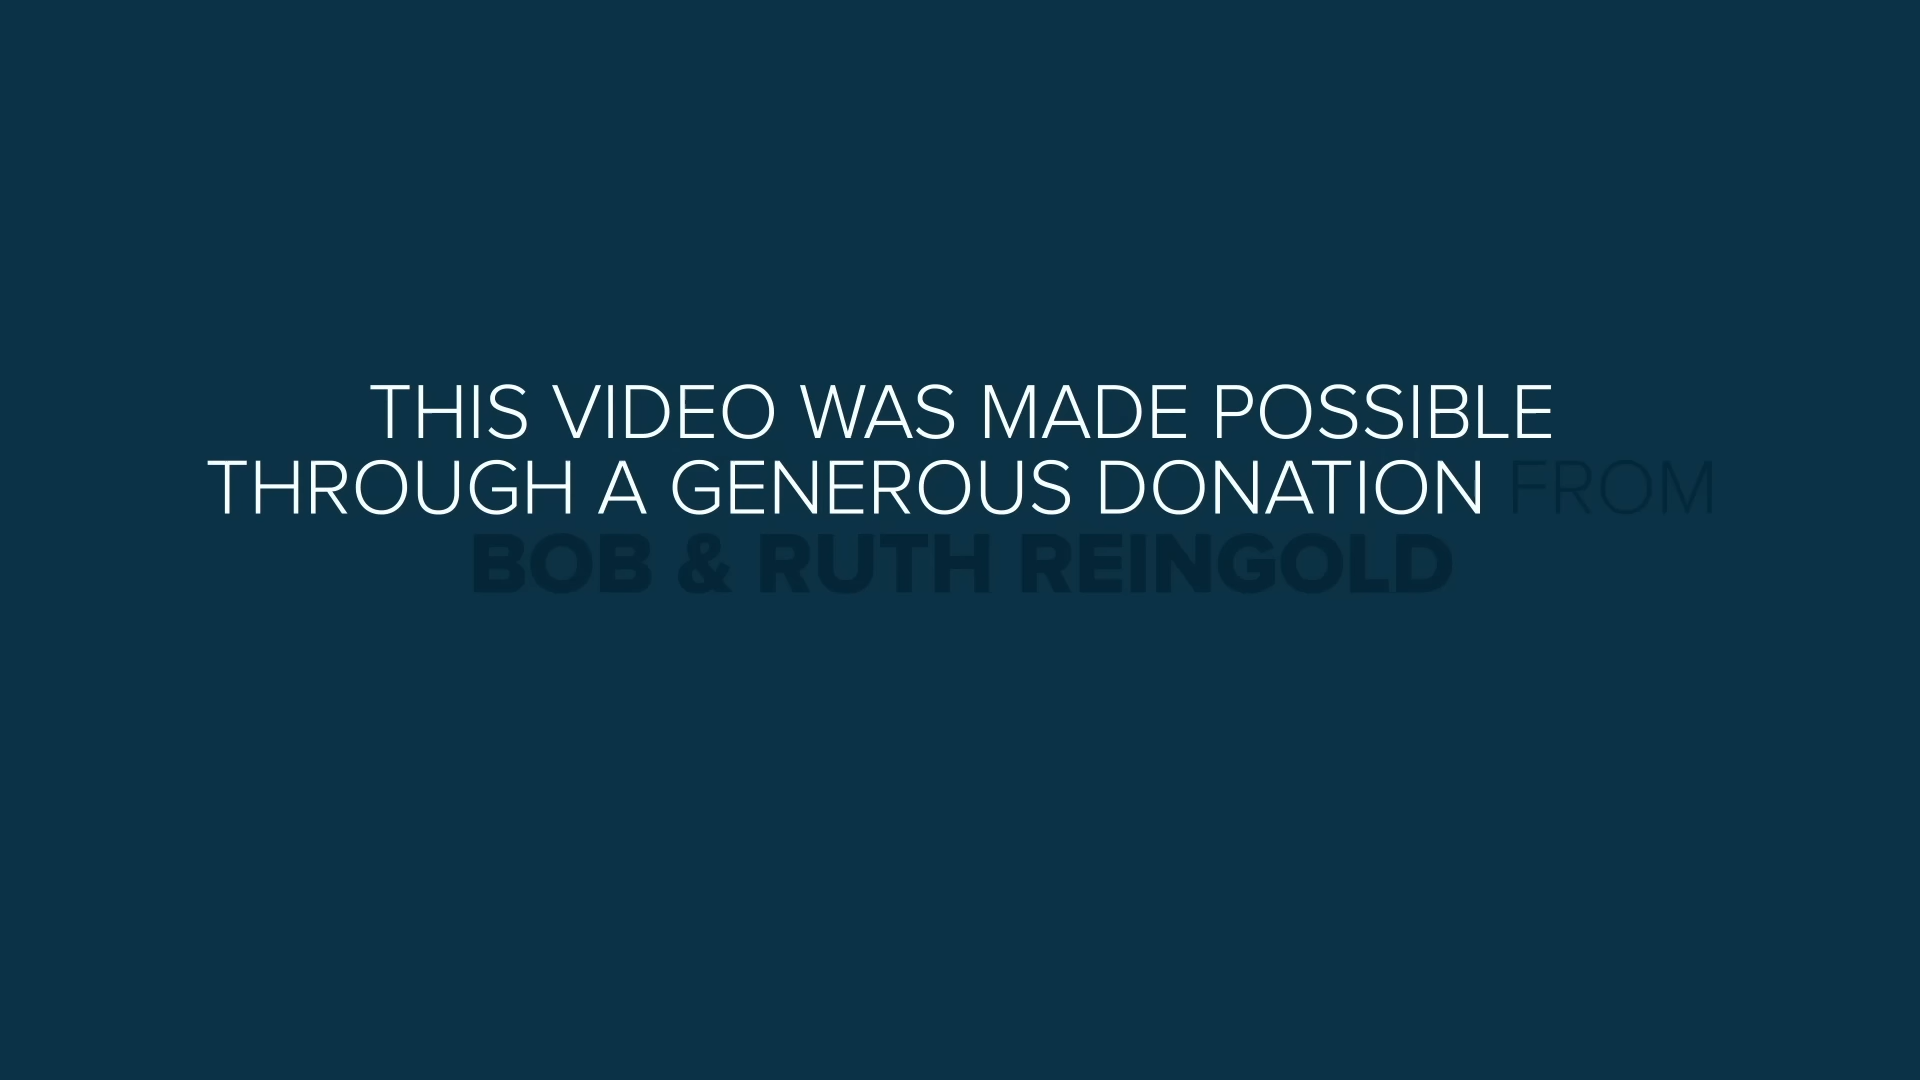 THIS VIDEO WAS MADE POSSIBLE
THROUGH A GENEROUS DONATION FROM
BOB & RUTH REINGOLD